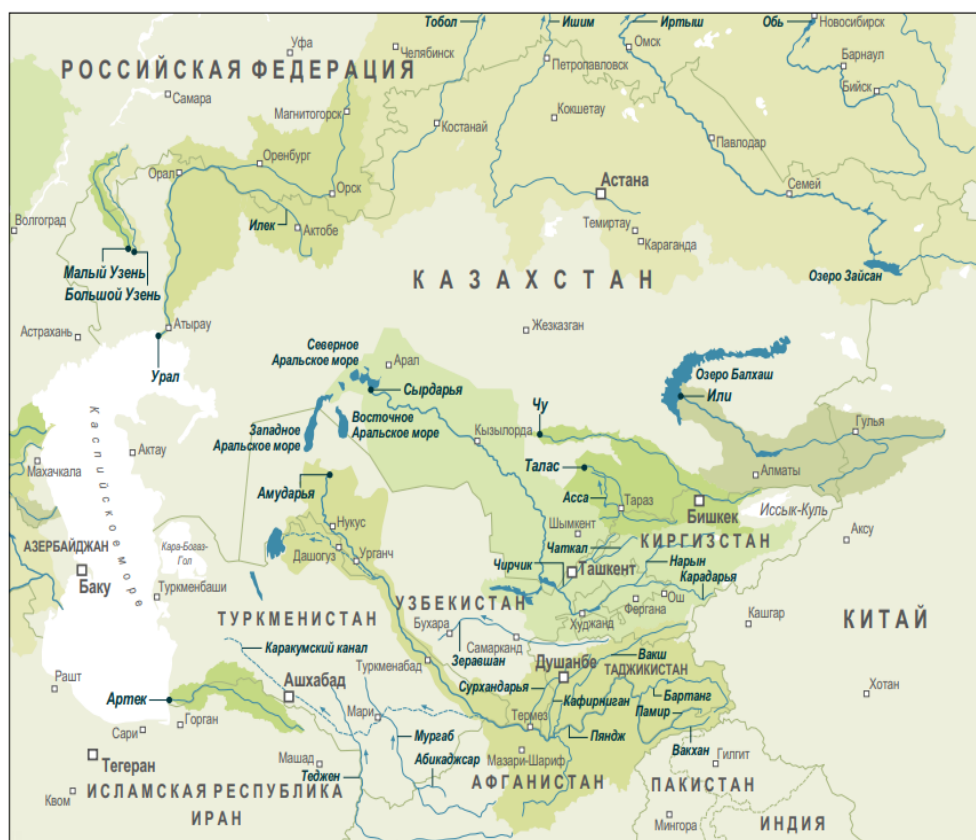 Тобол
Ишим
Иртыш
Обь
Новосибирск
Уфа
Челябинск
Омск
Петропавловск
Барнаул
РОССИЙСКАЯ ФЕДЕРАЦИЯ
Самара
Бийск
Магнитогорск
Костанай
Кокшетау
Павлодар
Оренбург
Орал
Орск
Астана
Семей
Волгоград
Илек
Актобе
Темиртау
Караганда
Малый Узень
Большой Узень
КАЗАХСТАН
Озеро Зайсан
Астрахань
Атырау
Жезказган
Урал
Северное
Аральское море
Арал
Озеро Балхаш
Сырдарья
Или
Чу
Западное
Аральское море
Восточное
Аральское море
Кызылорда
Гулья
Каспийское море
Актау
Махачкала
Талас
Алматы
Амударья
Асса
Тараз
Бишкек
Иссык-Куль
Нукус
Шымкент
Аксу
АЗЕРБАЙДЖАН
Кара-Богаз-
Гол
Дашогуз
Урганч
Чаткал
КИРГИЗСТАН
Нарын
Баку
Туркменбаши
Чирчик
Ташкент
Карадарья
УЗБЕКИСТАН
Фергана
Ош
Худжанд
Кашгар
КИТАЙ
ТУРКМЕНИСТАН
Бухара
Самарканд
Каракумский канал
Зеравшан
Вакш
Душанбе
ТАДЖИКИСТАН
Туркменабад
Рашт
Артек
Ашхабад
Сурхандарья
Кафирниган
Бартанг
Хотан
Мари
Памир
Горган
Сари
Термез
Мургаб
Пяндж
Вакхан
Тегеран
Машад
Абикаджсар
Мазари-Шариф
Гилгит
Теджен
АФГАНИСТАН
ПАКИСТАН
Квом
ИСЛАМСКАЯ РЕСПУБЛИКА
ИРАН
Мингора
ИНДИЯ